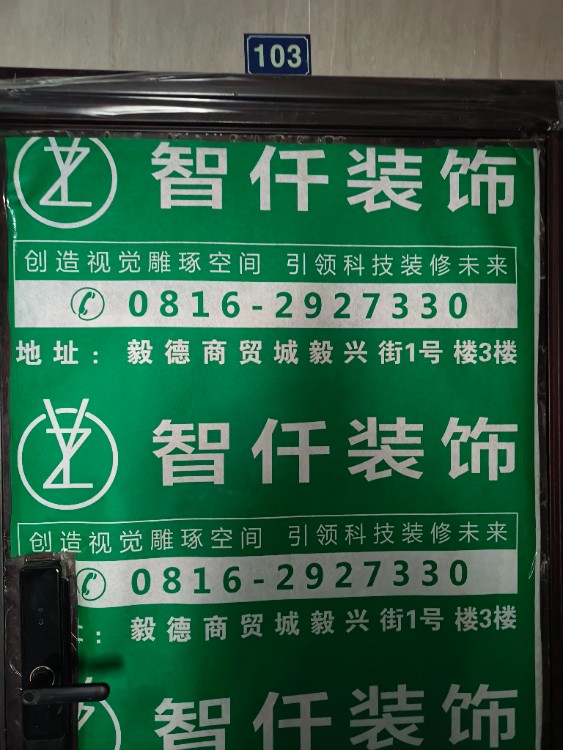 103
智仟装饰
创造视觉雕琢空间 引领科技装修未来
0816-2927330
地址：毅德商贸城毅兴街1号楼3楼
智仟装饰
创造视觉雕琢空间 引领科技装修未来
0816-2927330
：毅德商贸城毅兴街1号楼3楼
智仟装饰